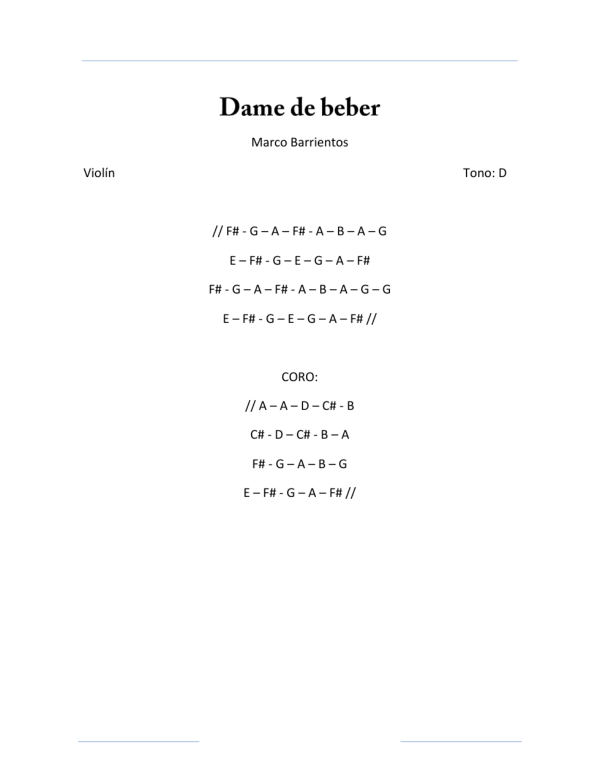 Dame de beber
Marco Barrientos
Violín Tono: D
// F# - G – A – F# - A – B – A – G
E – F# - G – E – G – A – F#
F# - G – A – F# - A – B – A – G – G
E – F# - G – E – G – A – F# //
CORO:
// A – A – D – C# - B
C# - D – C# - B – A
F# - G – A – B – G
E – F# - G – A – F# //